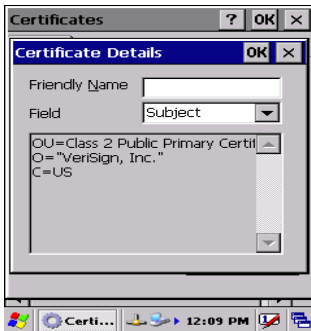 Certificates ? OK ×
Certificate Details OK ×
Friendly Name
Field Subject
OU=Class 2 Public Primary Certif
O="VeriSign, Inc."
C=US
Certi... 12:09 PM